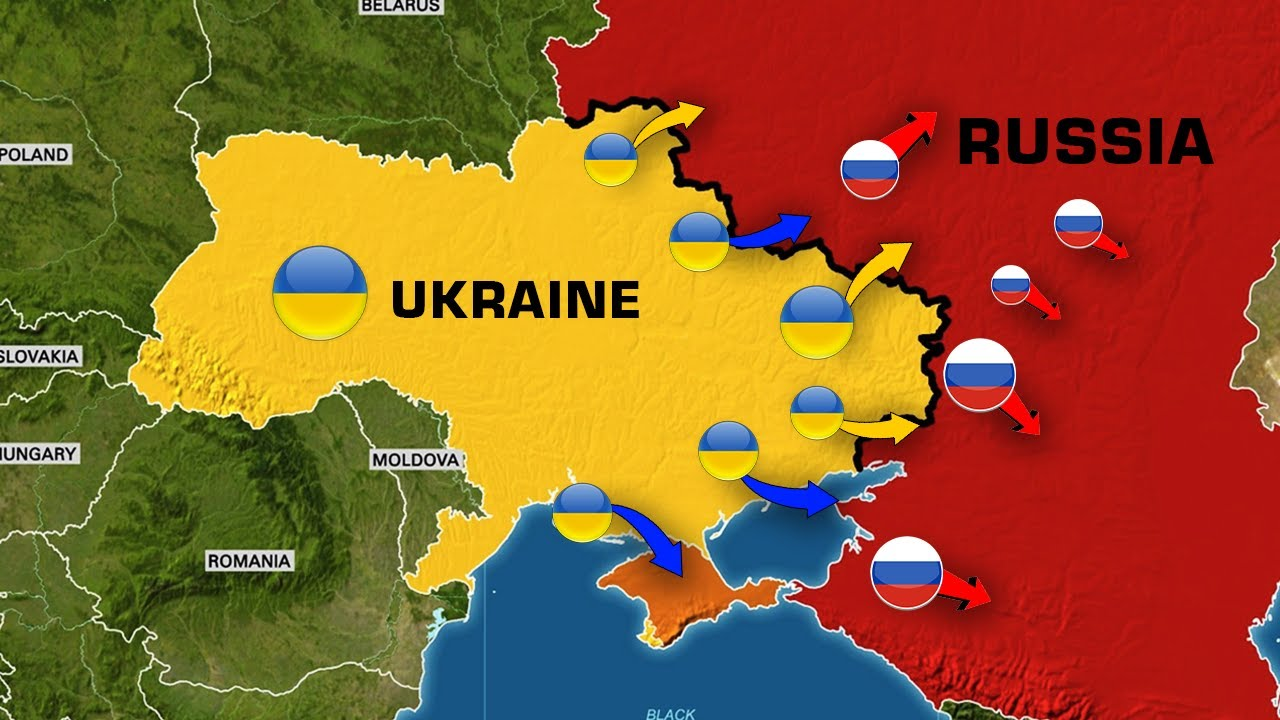 BELARUS
POLAND
RUSSIA
UKRAINE
SLOVAKIA
HUNGARY
MOLDOVA
ROMANIA
BLACK